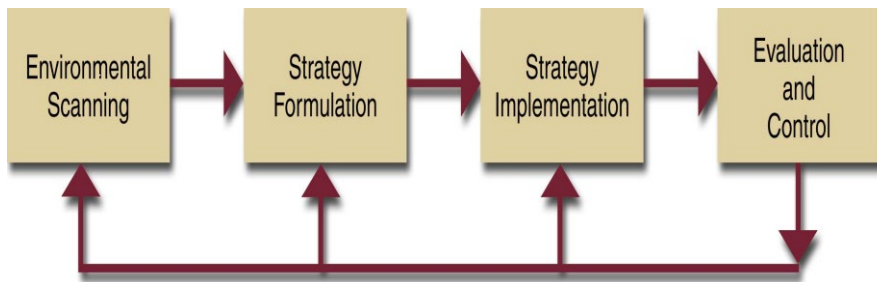 Environmental
Scanning
Strategy
Formulation
Strategy
Implementation
Evaluation
and
Control